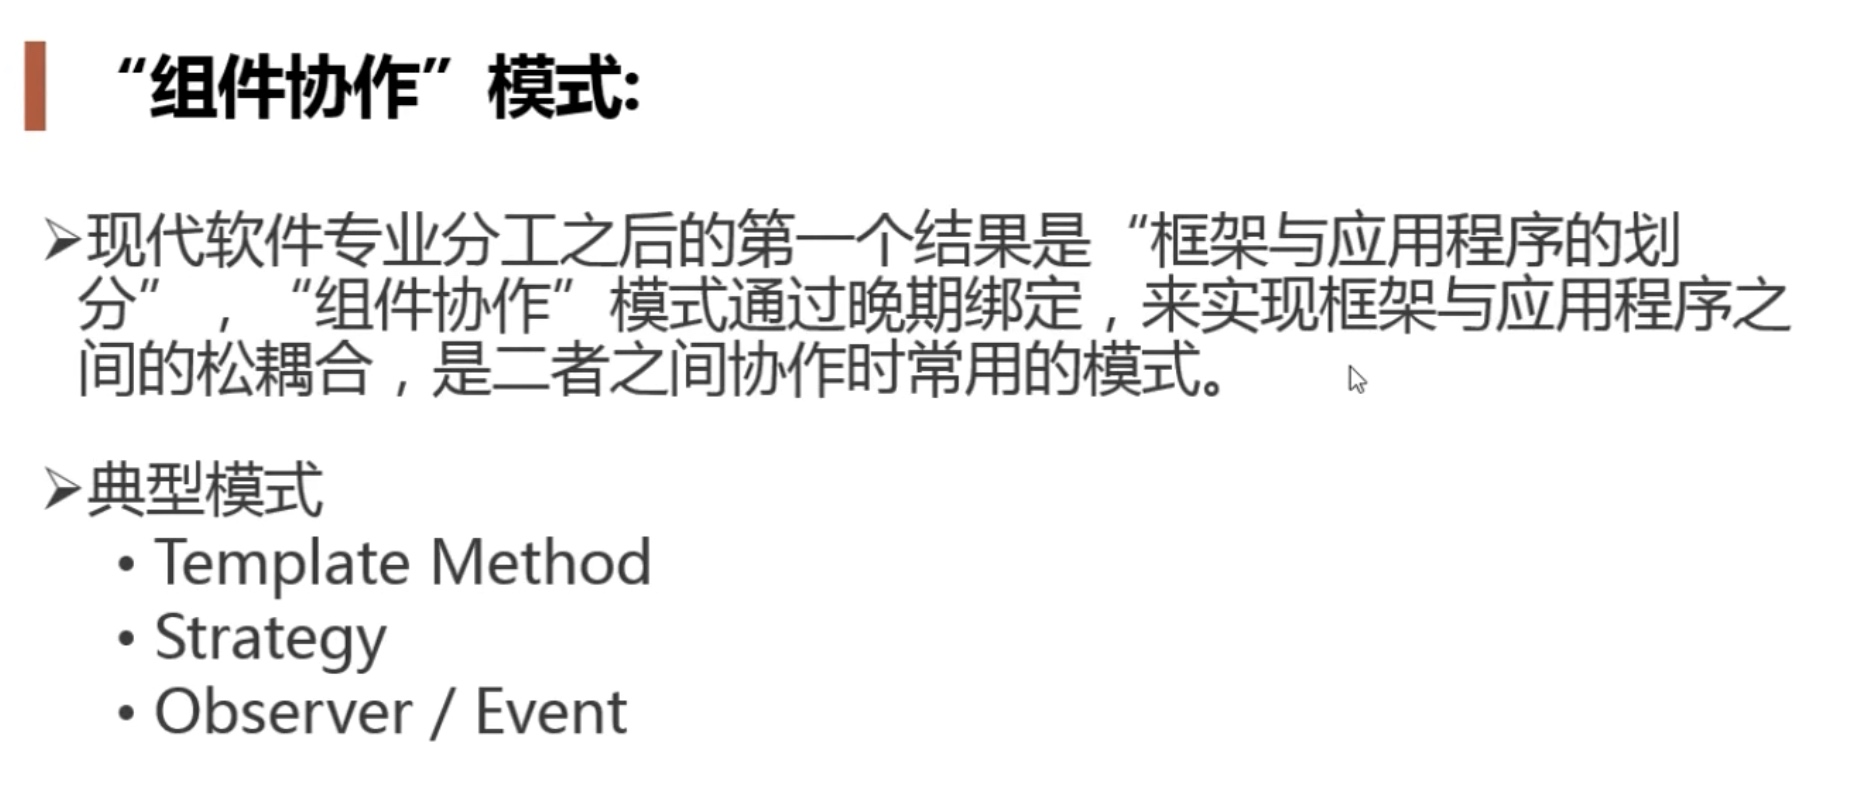 “组件协作”模式:
➢现代软件专业分工之后的第一个结果是“框架与应用程序的划
分”，“组件协作”模式通过晚期绑定，来实现框架与应用程序之
间的松耦合，是二者之间协作时常用的模式。
➢典型模式
• Template Method
• Strategy
• Observer / Event